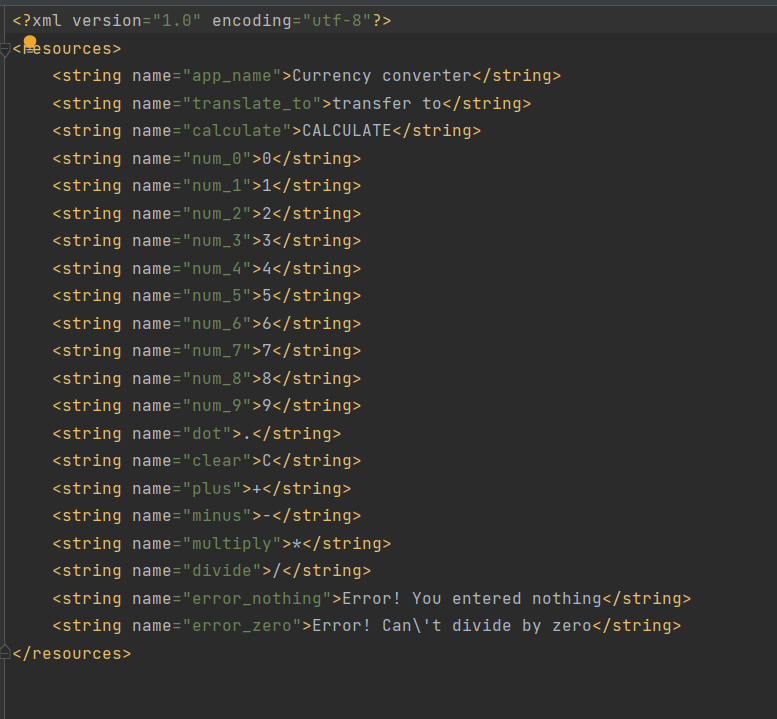 <?xml version="1.0" encoding="utf-8"?>
<resources>
    <string name="app_name">Currency converter</string>
    <string name="translate_to">transfer to</string>
    <string name="calculate">CALCULATE</string>
    <string name="num_0">0</string>
    <string name="num_1">1</string>
    <string name="num_2">2</string>
    <string name="num_3">3</string>
    <string name="num_4">4</string>
    <string name="num_5">5</string>
    <string name="num_6">6</string>
    <string name="num_7">7</string>
    <string name="num_8">8</string>
    <string name="num_9">9</string>
    <string name="dot">.</string>
    <string name="clear">C</string>
    <string name="plus">+</string>
    <string name="minus">-</string>
    <string name="multiply">*</string>
    <string name="divide">/</string>
    <string name="error_nothing">Error! You entered nothing</string>
    <string name="error_zero">Error! Can\'t divide by zero</string>
</resources>